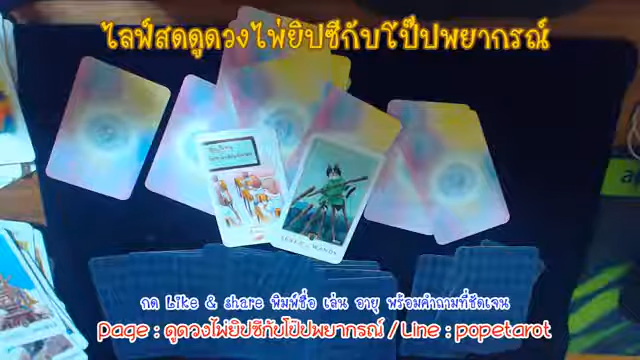 ไลฟ์สดดูดวงไพ่ยิปซีกับโป๊ปพยากรณ์
กด Like & share พิมพ์ชื่อ เล่น อายุ พร้อมคำถามที่ชัดเจน
Page : ดูดวงไพ่ยิปซีกับโป๊ปพยากรณ์ / Line : popetarot